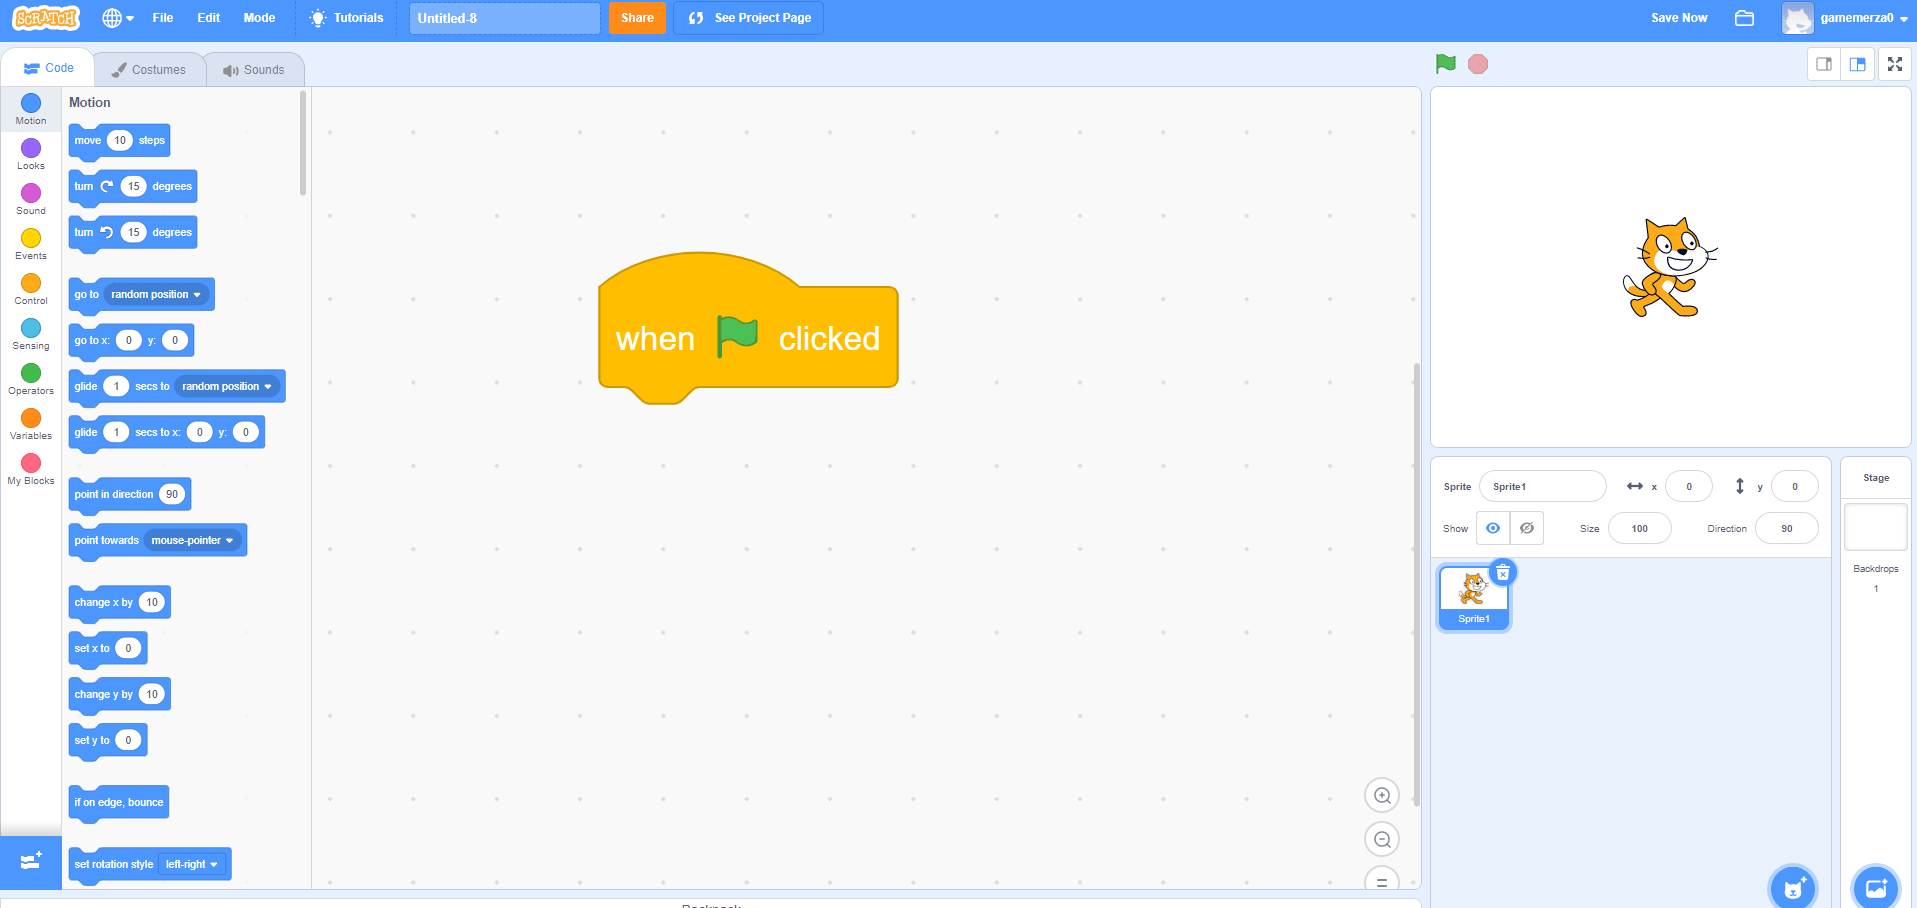 SCRATCH
File
Edit
Mode
Tutorials
Untitled-8
Share
See Project Page
Save Now
gamemerza0
Code
Costumes
Sounds
Motion
Looks
Sound
Events
Control
Sensing
Operators
Variables
My Blocks
Motion
move 10 steps
turn 15 degrees
turn 15 degrees
go to random position
go to x: 0 y: 0
glide 1 secs to random position
glide 1 secs to x: 0 y: 0
point in direction 90
point towards mouse-pointer
change x by 10
set x to 0
change y by 10
set y to 0
if on edge, bounce
set rotation style left-right
when clicked
Sprite Sprite1 x 0 y 0
Show Size 100 Direction 90
Sprite1
Stage
Backdrops
1